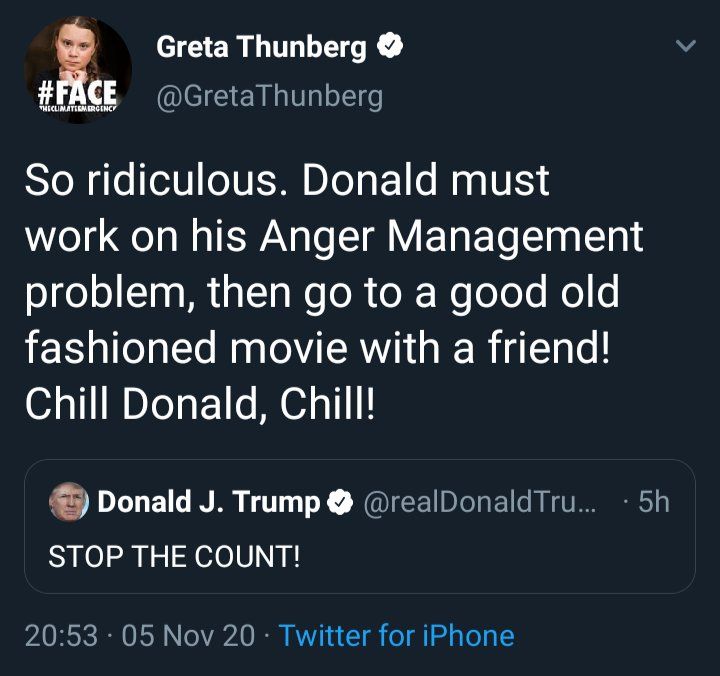 Greta Thunberg
@GretaThunberg
#FACE
THECLIMATEEMERGENCY
So ridiculous. Donald must
work on his Anger Management
problem, then go to a good old
fashioned movie with a friend!
Chill Donald, Chill!
Donald J. Trump @realDonaldTru... · 5h
STOP THE COUNT!
20:53 · 05 Nov 20 · Twitter for iPhone